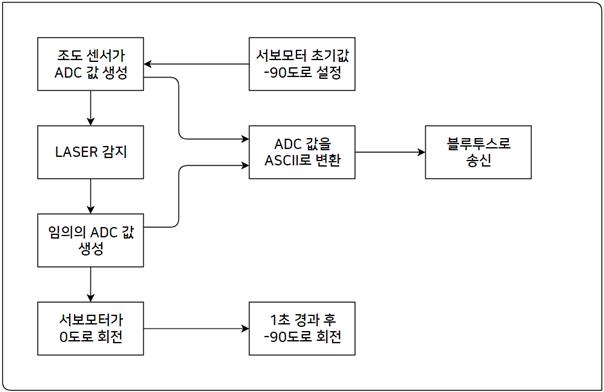 조도 센서가
ADC 값 생성
서보모터 초기값
-90도로 설정
LASER 감지
ADC 값을
ASCII로 변환
블루투스로
송신
임의의 ADC 값
생성
서보모터가
0도로 회전
1초 경과 후
-90도로 회전